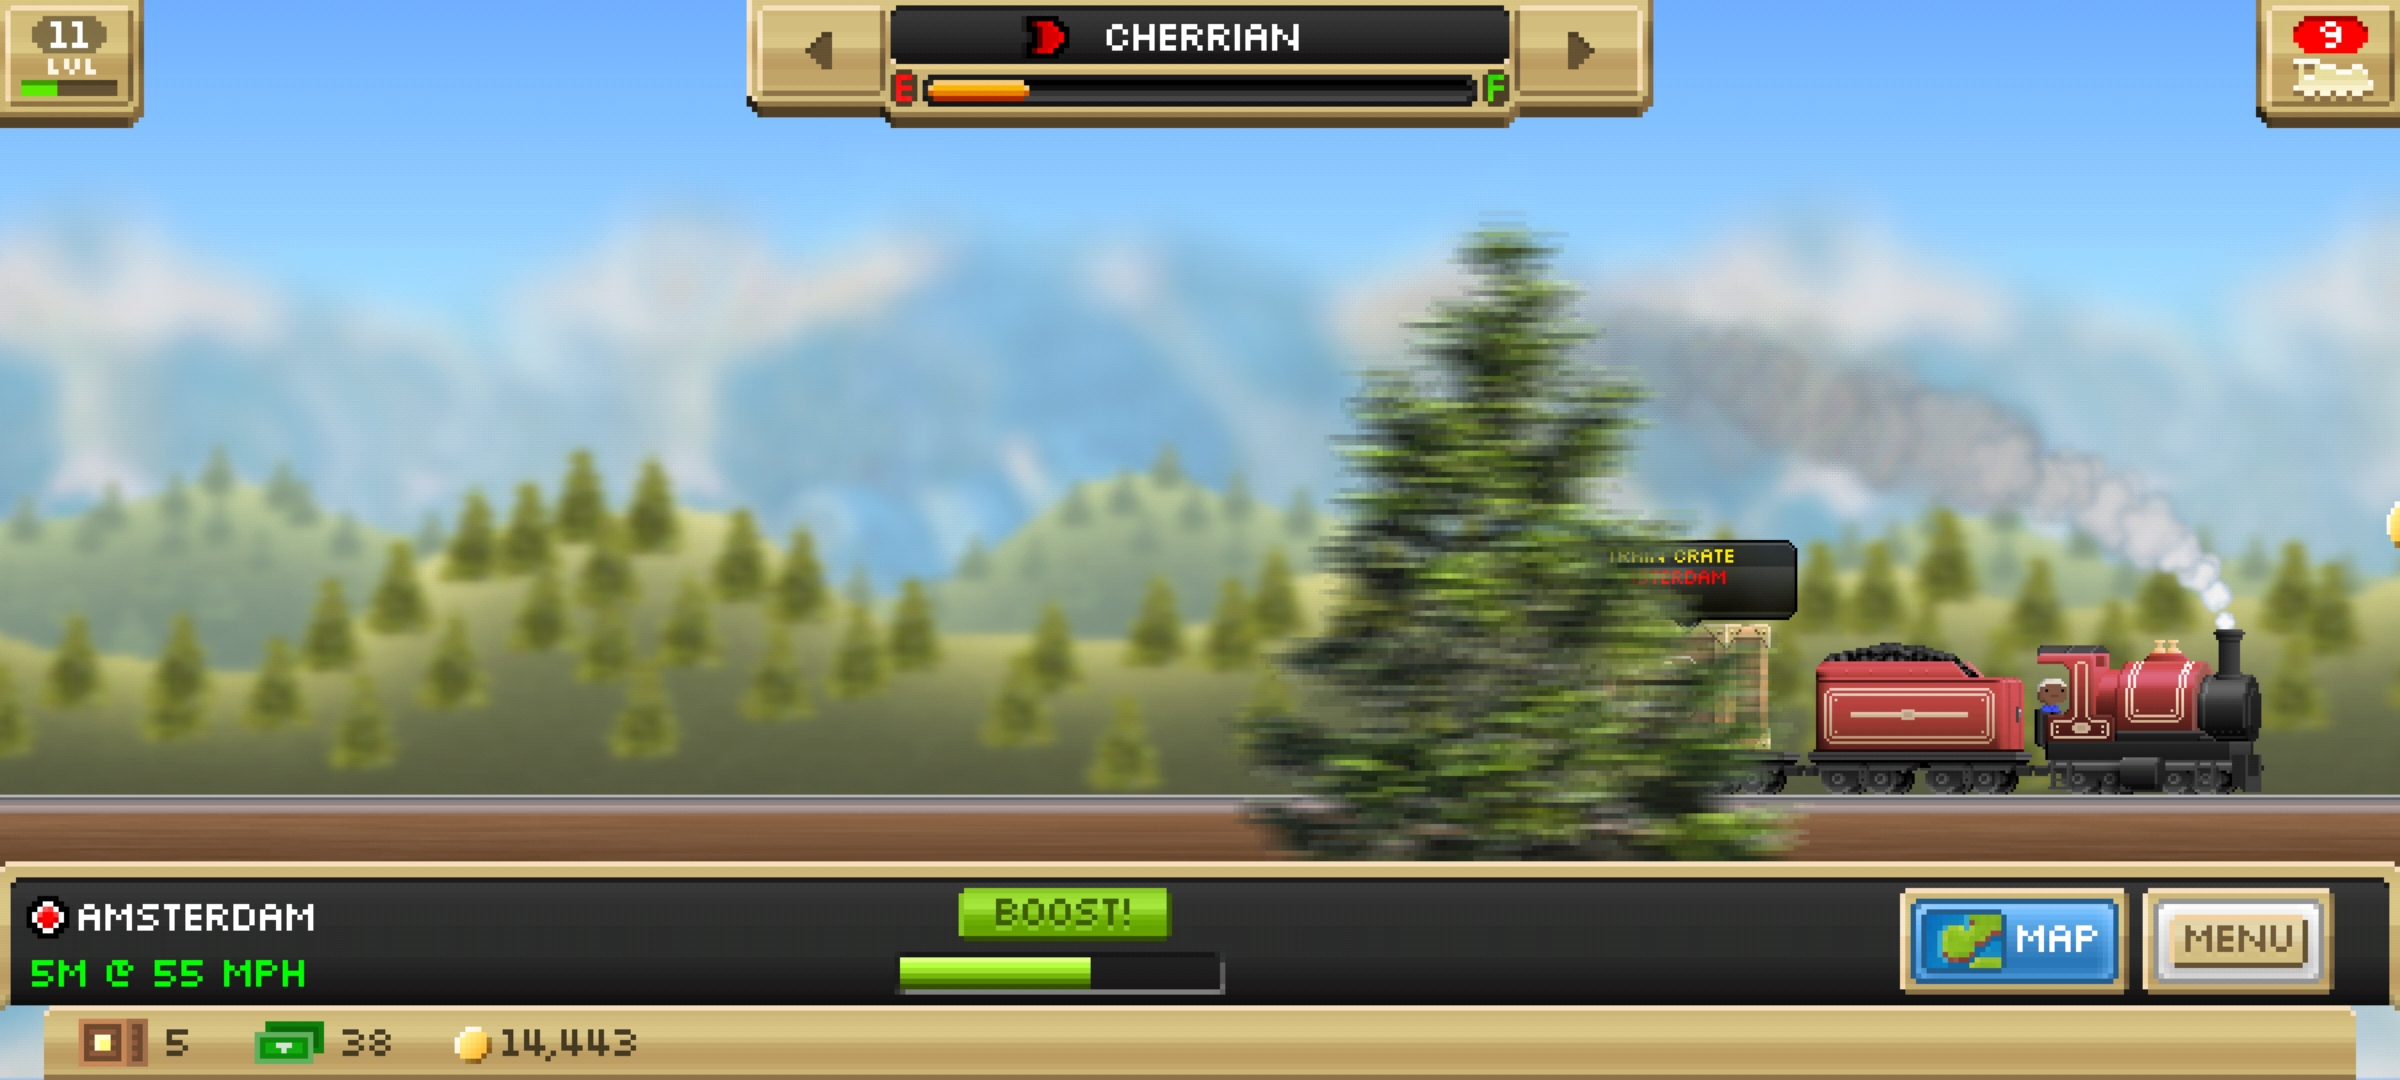 11
LVL
CHERRIAN
E F
9
CRATE
BOOST!
AMSTERDAM
5M @ 55 MPH
MAP
MENU
5
38
14,443